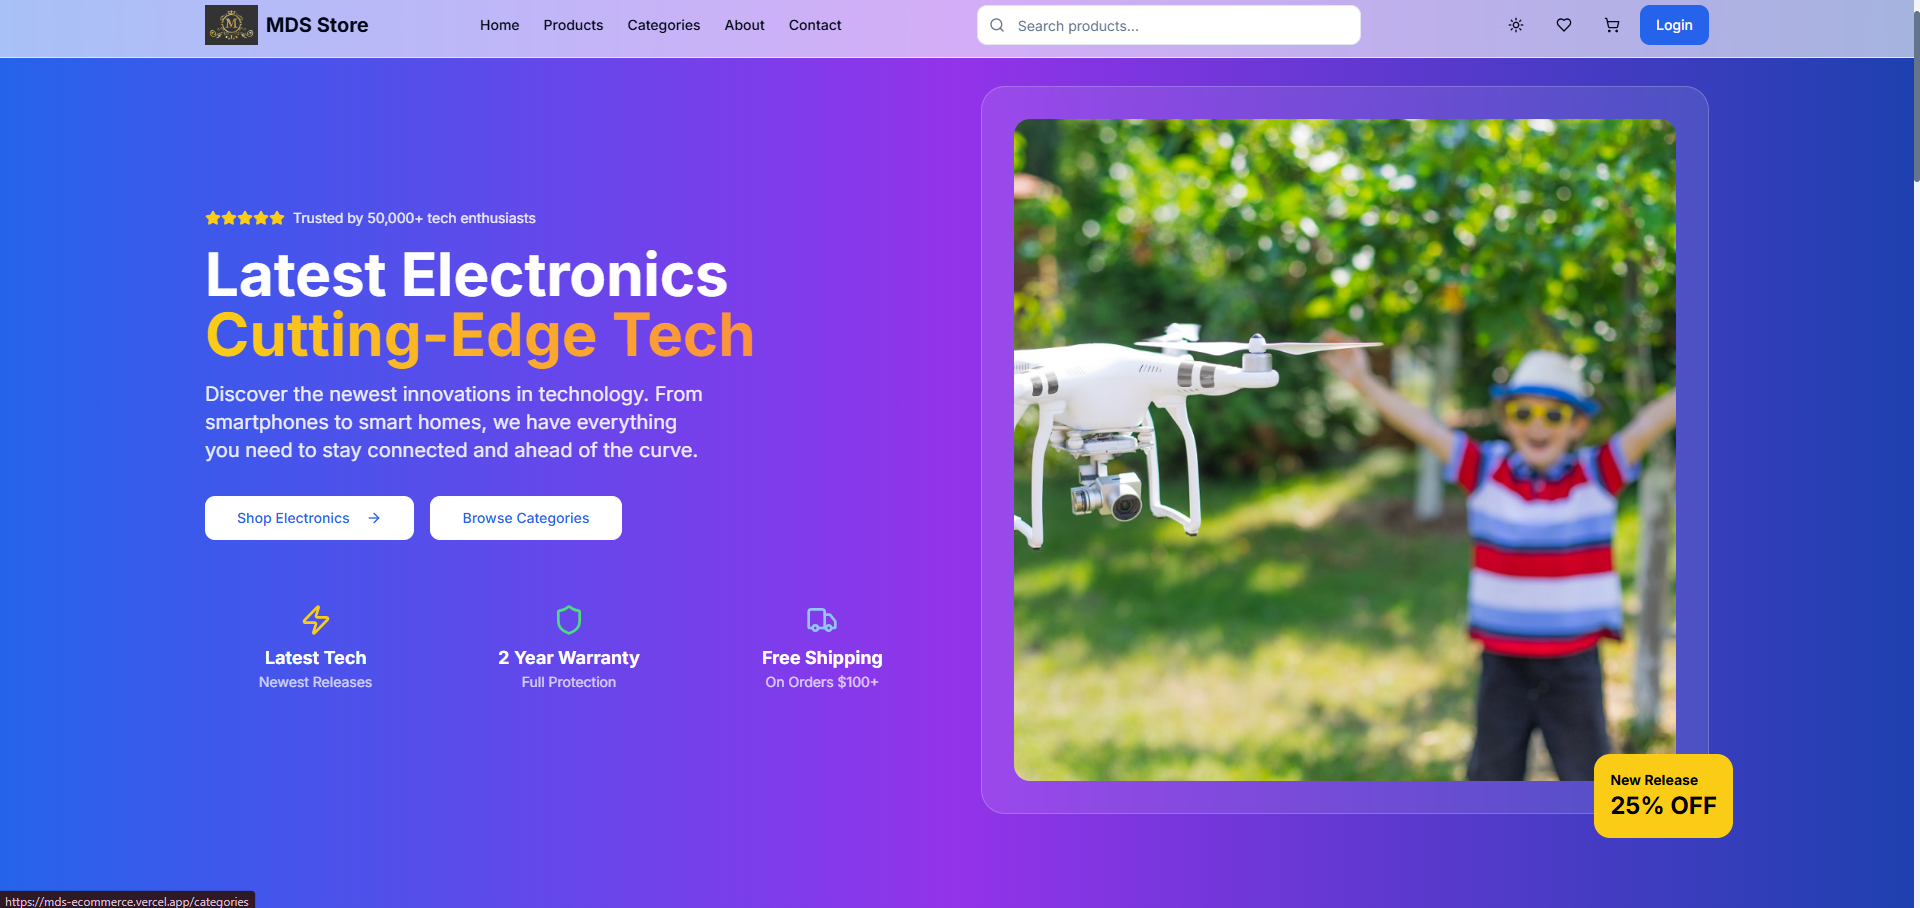 MDS Store
Home
Products
Categories
About
Contact
Search products...
Login
Trusted by 50,000+ tech enthusiasts
Latest Electronics
Cutting-Edge Tech
Discover the newest innovations in technology. From
smartphones to smart homes, we have everything
you need to stay connected and ahead of the curve.
Shop Electronics
Browse Categories
Latest Tech
Newest Releases
2 Year Warranty
Full Protection
Free Shipping
On Orders $100+
New Release
25% OFF
https://mds-ecommerce.vercel.app/categories